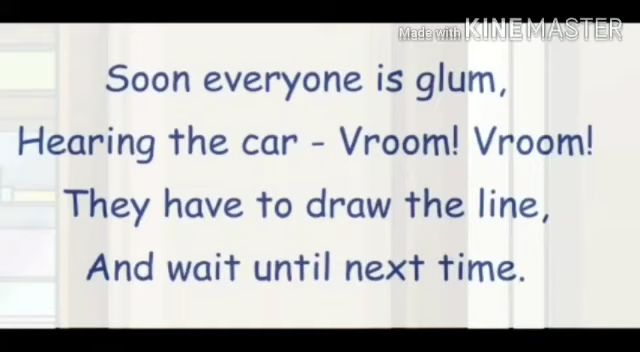 Made with KINEMASTER
Soon everyone is glum,
Hearing the car - Vroom! Vroom!
They have to draw the line,
And wait until next time.